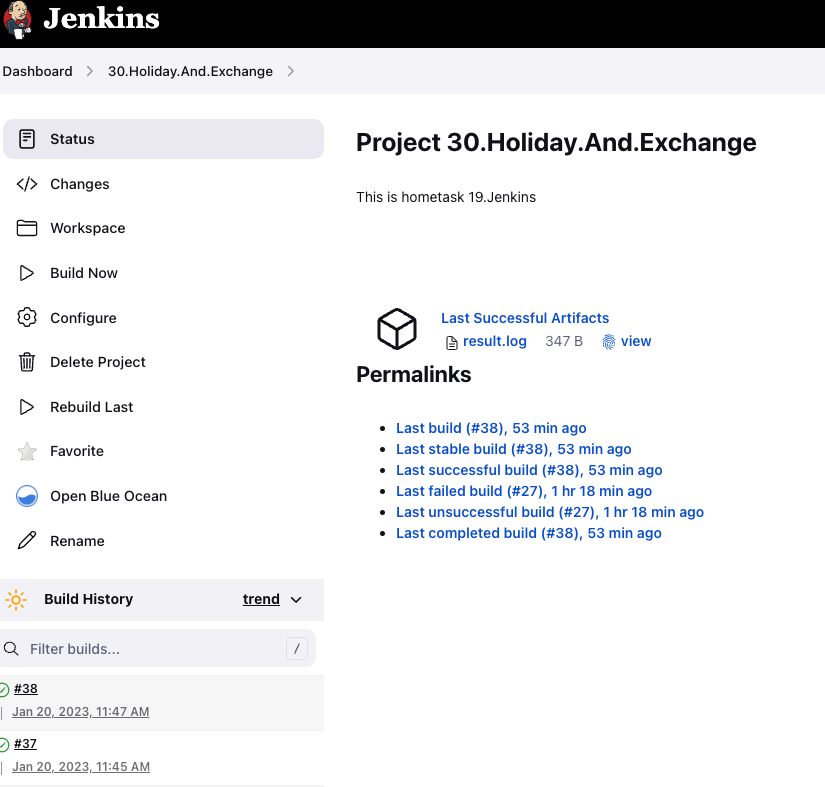 Jenkins
Dashboard > 30.Holiday.And.Exchange >
Status
Changes
Workspace
Build Now
Configure
Delete Project
Rebuild Last
Favorite
Open Blue Ocean
Rename
Build History trend
Filter builds... /
#38
Jan 20, 2023, 11:47 AM
#37
Jan 20, 2023, 11:45 AM
Project 30.Holiday.And.Exchange
This is hometask 19.Jenkins
Last Successful Artifacts
result.log 347 B view
Permalinks
Last build (#38), 53 min ago
Last stable build (#38), 53 min ago
Last successful build (#38), 53 min ago
Last failed build (#27), 1 hr 18 min ago
Last unsuccessful build (#27), 1 hr 18 min ago
Last completed build (#38), 53 min ago